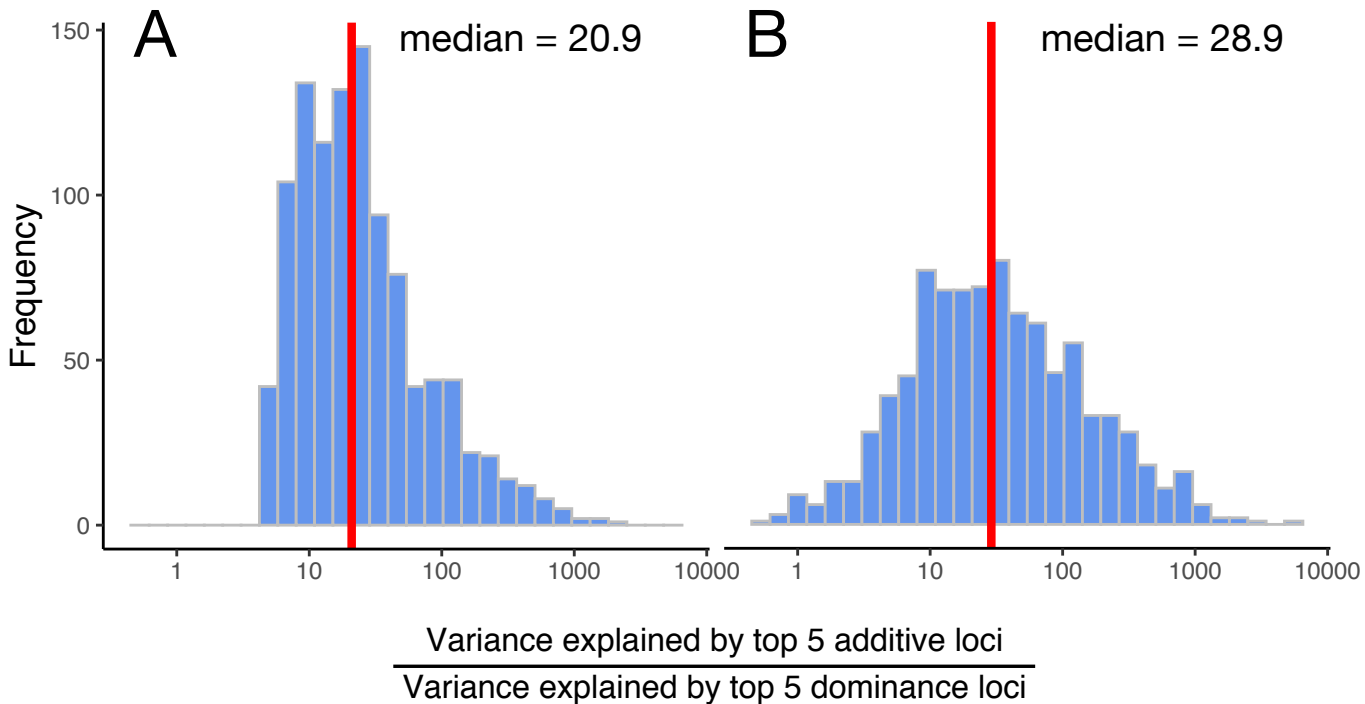 A
median = 20.9
B
median = 28.9
Frequency
150
100
50
0
1
10
100
1000
10000
1
10
100
1000
10000
Variance explained by top 5 additive loci
Variance explained by top 5 dominance loci